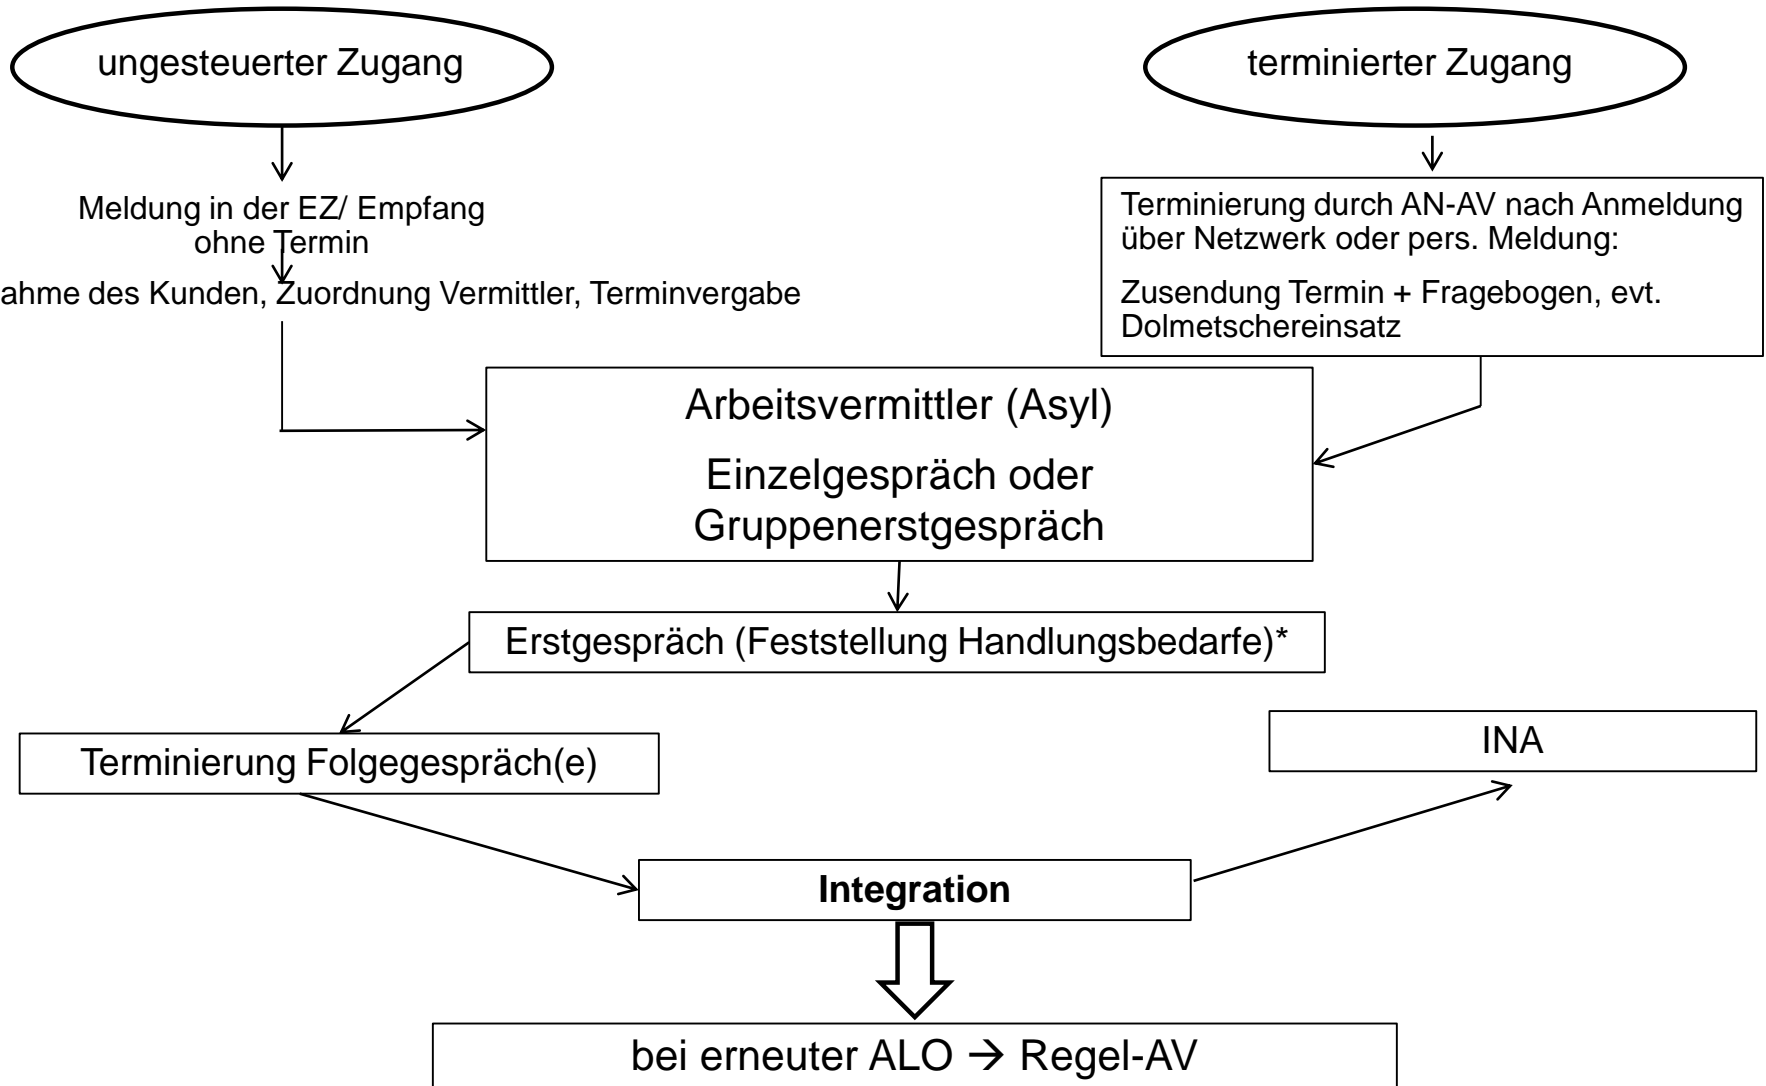 ungesteuerter Zugang
terminierter Zugang
Meldung in der EZ/ Empfang
ohne Termin
des Kunden, Zuordnung Vermittler, Terminvergabe
Terminierung durch AN-AV nach Anmeldung
über Netzwerk oder pers. Meldung:
Zusendung Termin + Fragebogen, evt.
Dolmetschereinsatz
Arbeitsvermittler (Asyl)
Einzelgespräch oder
Gruppenerstgespräch
Erstgespräch (Feststellung Handlungsbedarfe)*
Terminierung Folgegespräch(e)
INA
Integration
bei erneuter ALO → Regel-AV